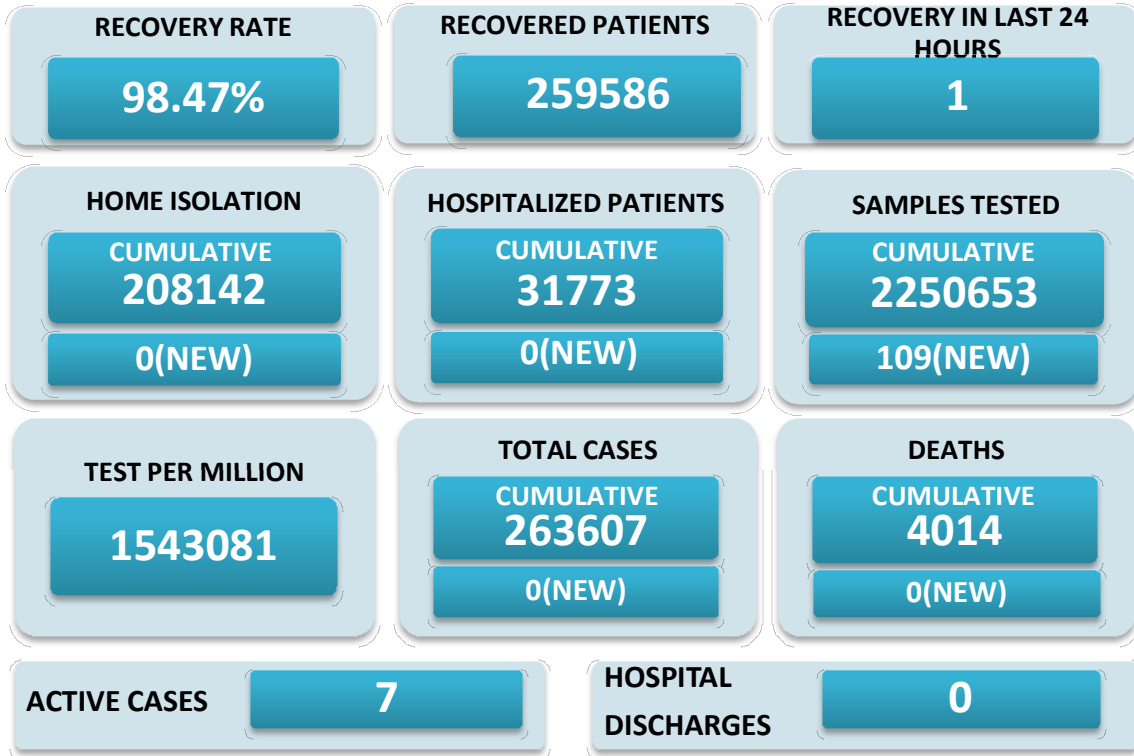 RECOVERY RATE
98.47%
RECOVERED PATIENTS
259586
RECOVERY IN LAST 24
HOURS
1
HOME ISOLATION
CUMULATIVE
208142
0(NEW)
HOSPITALIZED PATIENTS
CUMULATIVE
31773
0(NEW)
SAMPLES TESTED
CUMULATIVE
2250653
109(NEW)
TEST PER MILLION
1543081
TOTAL CASES
CUMULATIVE
263607
0(NEW)
DEATHS
CUMULATIVE
4014
0(NEW)
ACTIVE CASES
7
HOSPITAL
DISCHARGES
0